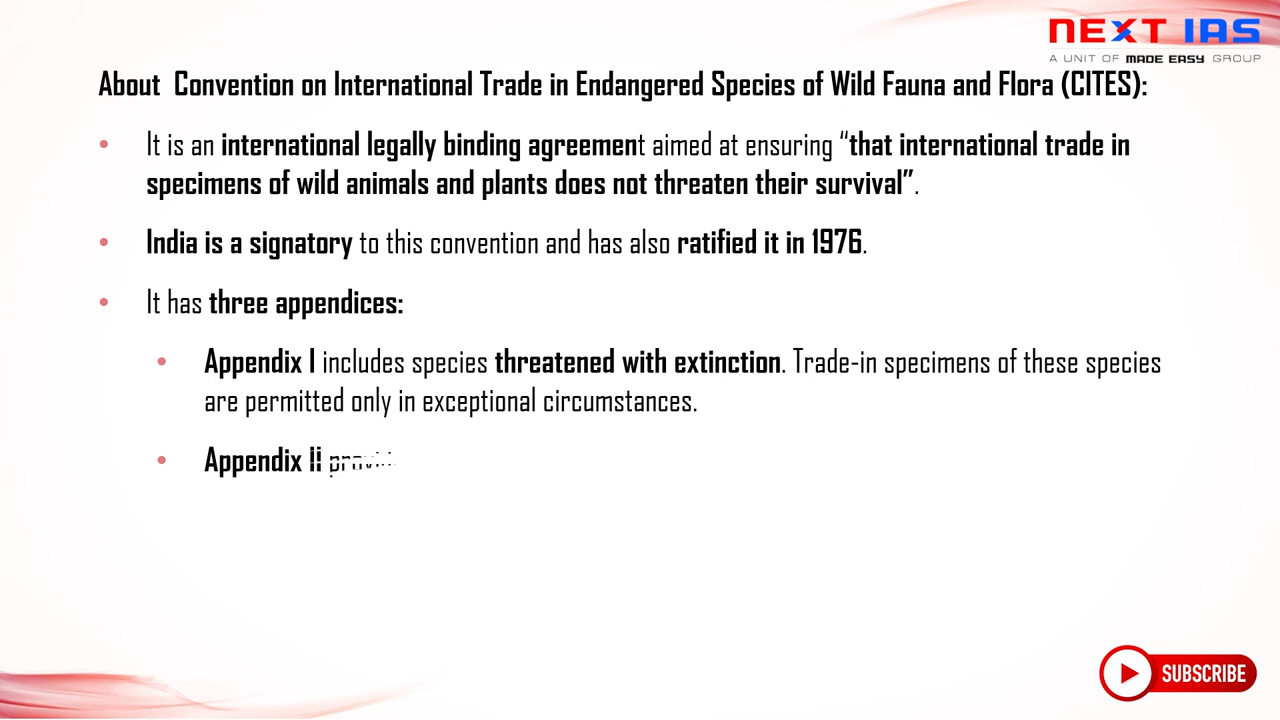 NEXT IAS
A UNIT OF MADE EASY GROUP
About Convention on International Trade in Endangered Species of Wild Fauna and Flora (CITES):
• It is an international legally binding agreement aimed at ensuring “that international trade in
specimens of wild animals and plants does not threaten their survival”.
• India is a signatory to this convention and has also ratified it in 1976.
• It has three appendices:
• Appendix I includes species threatened with extinction. Trade-in specimens of these species
are permitted only in exceptional circumstances.
• Appendix II
SUBSCRIBE